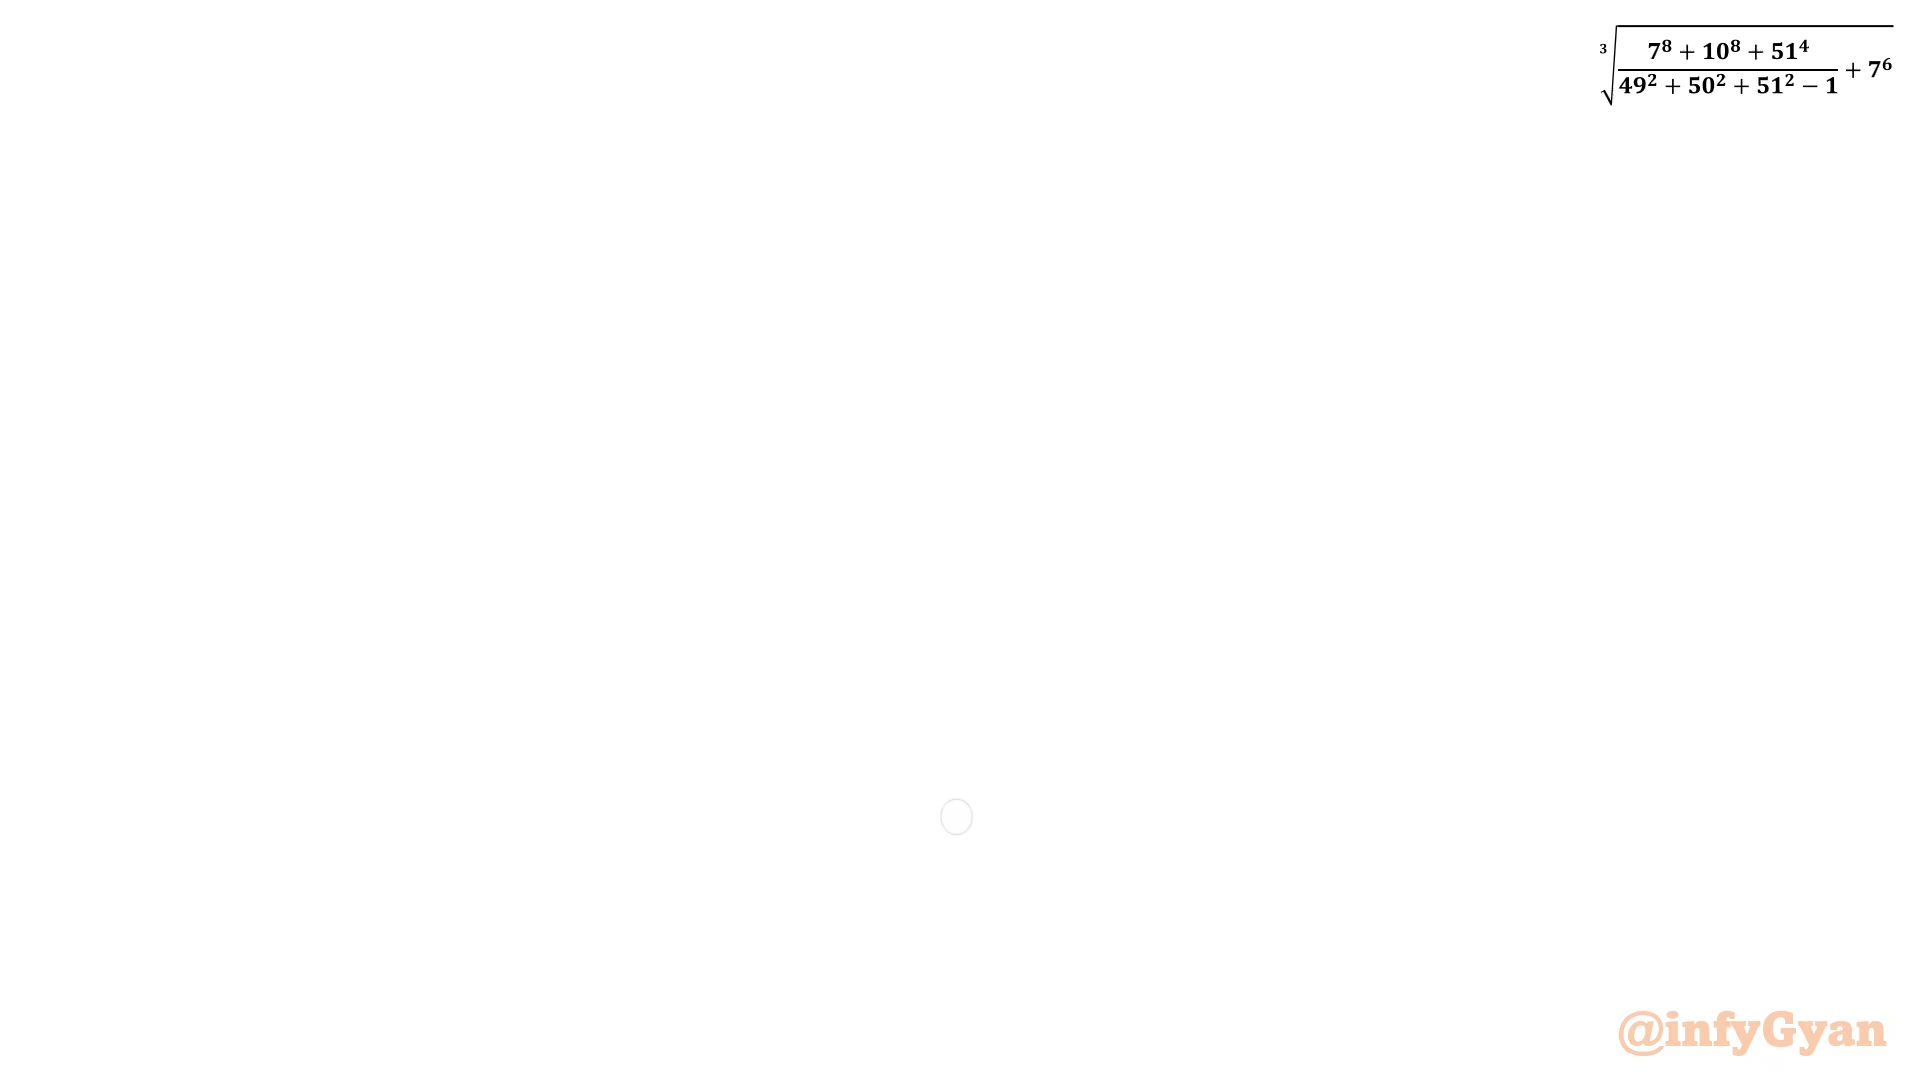 ∛((7⁸ + 10⁸ + 51⁴)/(49² + 50² + 51² − 1) + 7⁶)
@infyGyan